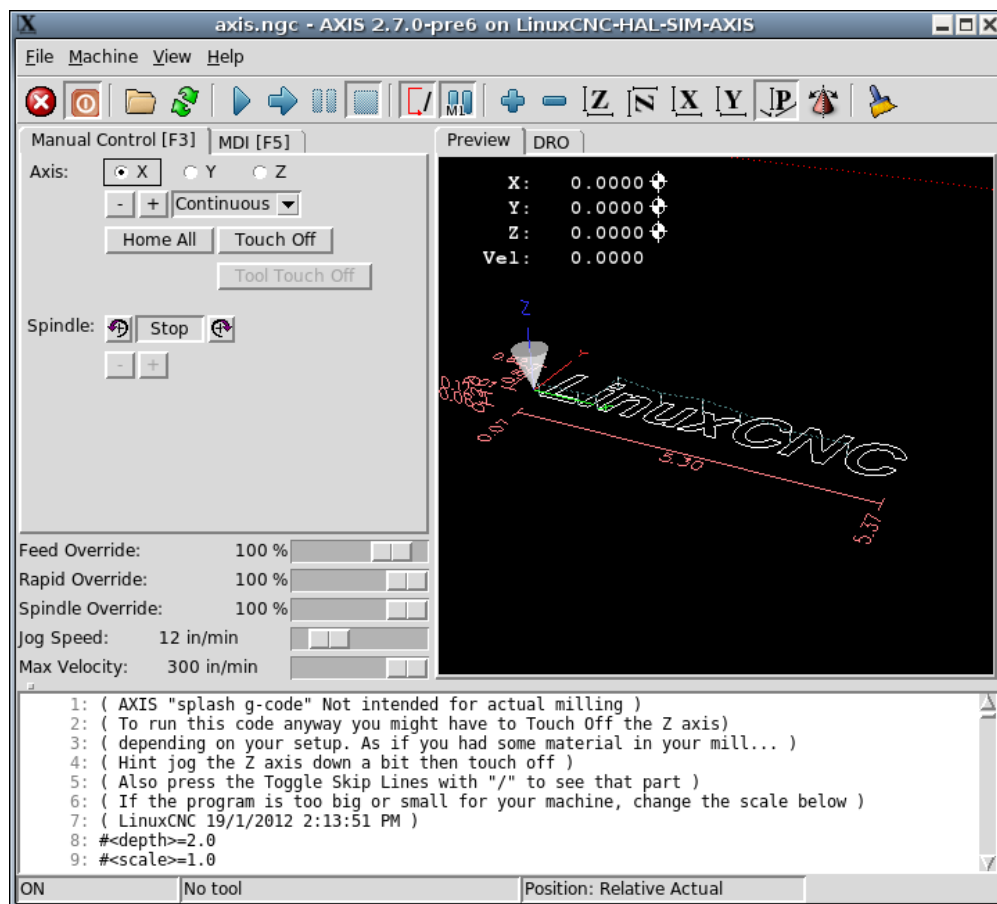 axis.ngc - AXIS 2.7.0-pre6 on LinuxCNC-HAL-SIM-AXIS
File Machine View Help
M1 Z N X Y P
Manual Control [F3] MDI [F5]
Axis: X Y Z
- + Continuous
Home All Touch Off
Tool Touch Off
Spindle: Stop
- +
Feed Override: 100 %
Rapid Override: 100 %
Spindle Override: 100 %
Jog Speed: 12 in/min
Max Velocity: 300 in/min
Preview DRO
X: 0.0000
Y: 0.0000
Z: 0.0000
Vel: 0.0000
Z
Y
LinuxCNC
0.07
5.30
5.37
1: ( AXIS "splash g-code" Not intended for actual milling )
2: ( To run this code anyway you might have to Touch Off the Z axis)
3: ( depending on your setup. As if you had some material in your mill... )
4: ( Hint jog the Z axis down a bit then touch off )
5: ( Also press the Toggle Skip Lines with "/" to see that part )
6: ( If the program is too big or small for your machine, change the scale below )
7: ( LinuxCNC 19/1/2012 2:13:51 PM )
8: #<depth>=2.0
9: #<scale>=1.0
ON No tool Position: Relative Actual